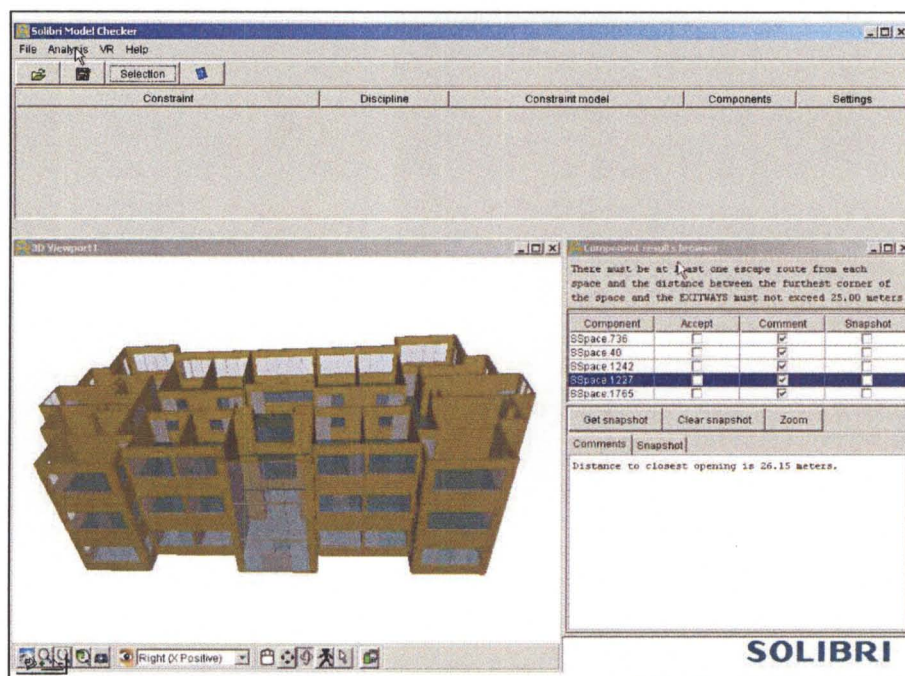 Solibri Model Checker
File Analysis VR Help
Selection
Constraint Discipline Constraint model Components Settings
3D Viewport1
Component results browser
There must be at least one escape route from each
space and the distance between the furthest corner of
the space and the EXITWAYS must not exceed 25.00 meters
Component Accept Comment Snapshot
SSpace.736
SSpace.40
SSpace.1242
SSpace.1227
SSpace.1765
Get snapshot Clear snapshot Zoom
Comments Snapshot
Distance to closest opening is 26.15 meters.
Right (X Positive)
SOLIBRI